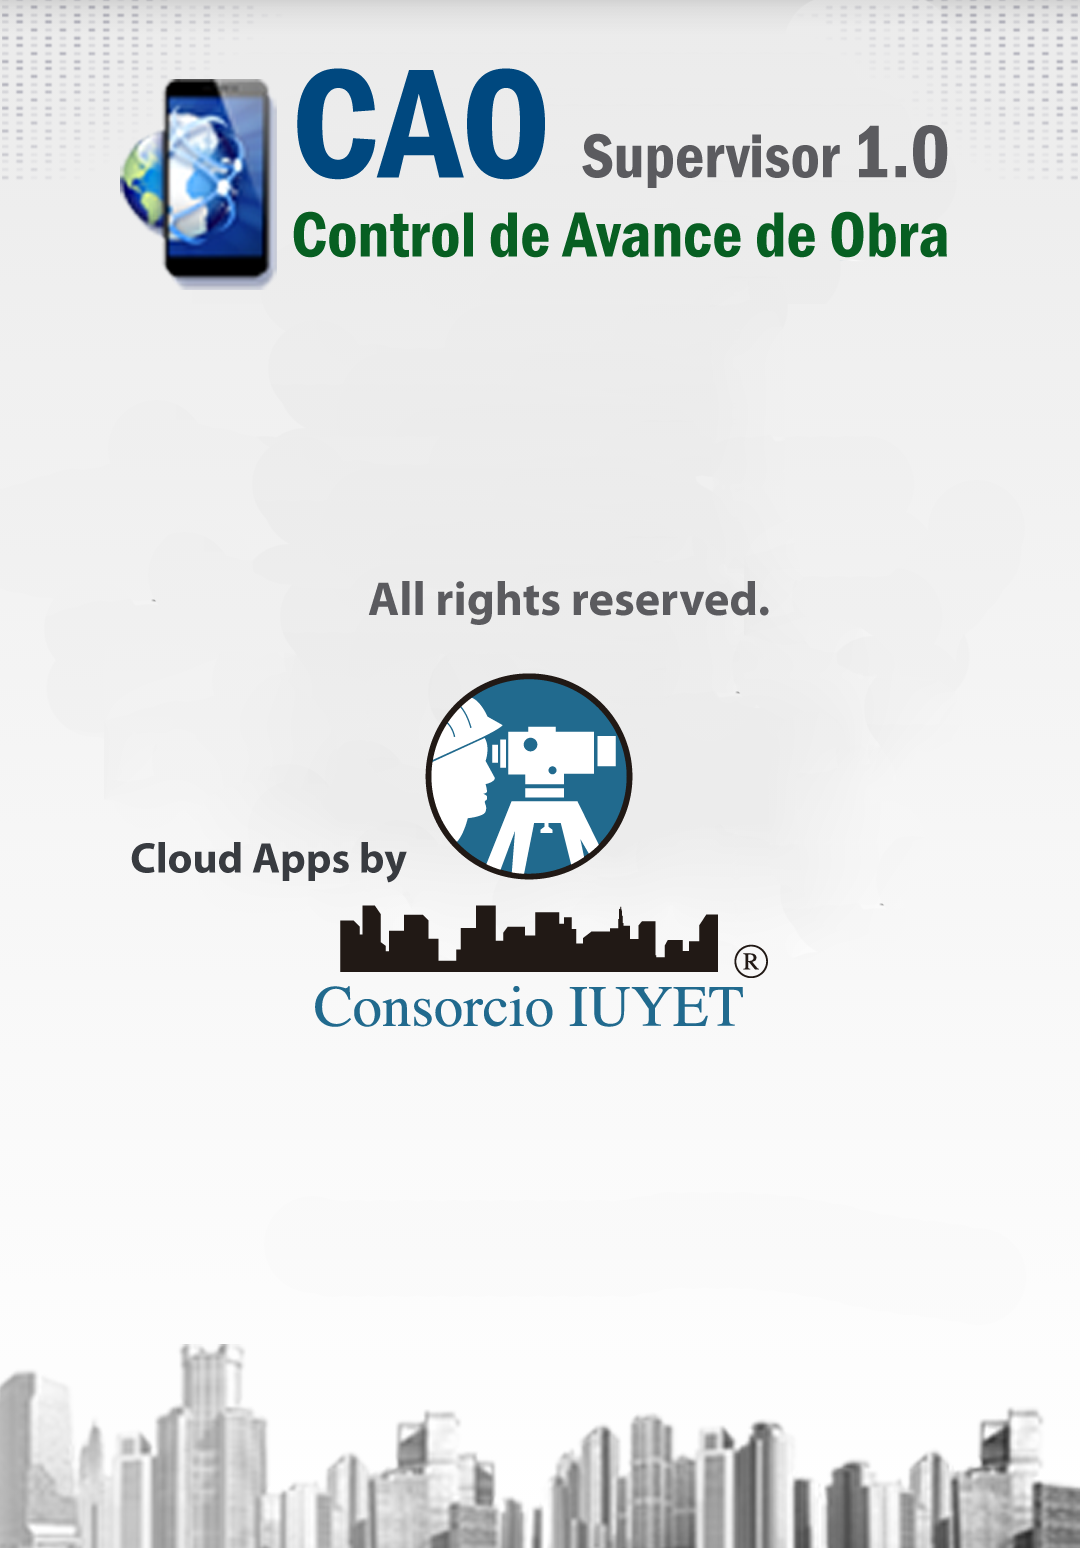 CAO Supervisor 1.0
Control de Avance de Obra
All rights reserved.
Cloud Apps by
®
Consorcio IUYET